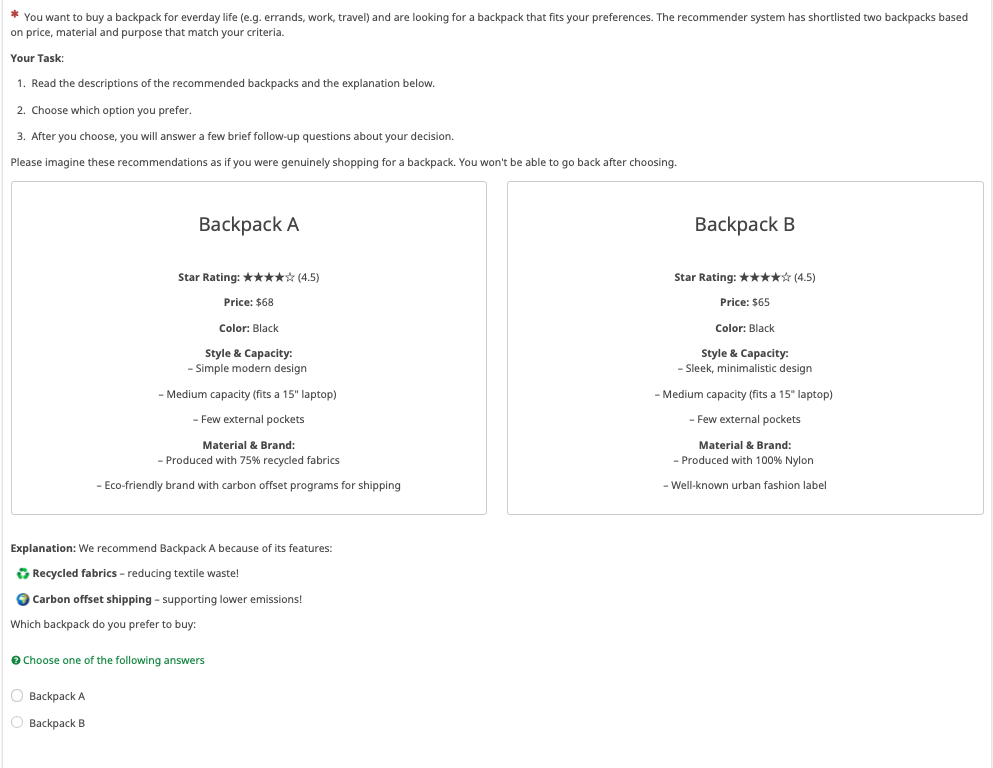 * You want to buy a backpack for everday life (e.g. errands, work, travel) and are looking for a backpack that fits your preferences. The recommender system has shortlisted two backpacks based
on price, material and purpose that match your criteria.
Your Task:
1. Read the descriptions of the recommended backpacks and the explanation below.
2. Choose which option you prefer.
3. After you choose, you will answer a few brief follow-up questions about your decision.
Please imagine these recommendations as if you were genuinely shopping for a backpack. You won't be able to go back after choosing.
Backpack A
Star Rating: ★★★★☆ (4.5)
Price: $68
Color: Black
Style & Capacity:
– Simple modern design
– Medium capacity (fits a 15" laptop)
– Few external pockets
Material & Brand:
– Produced with 75% recycled fabrics
– Eco-friendly brand with carbon offset programs for shipping
Backpack B
Star Rating: ★★★★☆ (4.5)
Price: $65
Color: Black
Style & Capacity:
– Sleek, minimalistic design
– Medium capacity (fits a 15" laptop)
– Few external pockets
Material & Brand:
– Produced with 100% Nylon
– Well-known urban fashion label
Explanation: We recommend Backpack A because of its features:
♻️ Recycled fabrics – reducing textile waste!
🌍 Carbon offset shipping – supporting lower emissions!
Which backpack do you prefer to buy:
? Choose one of the following answers
Backpack A
Backpack B